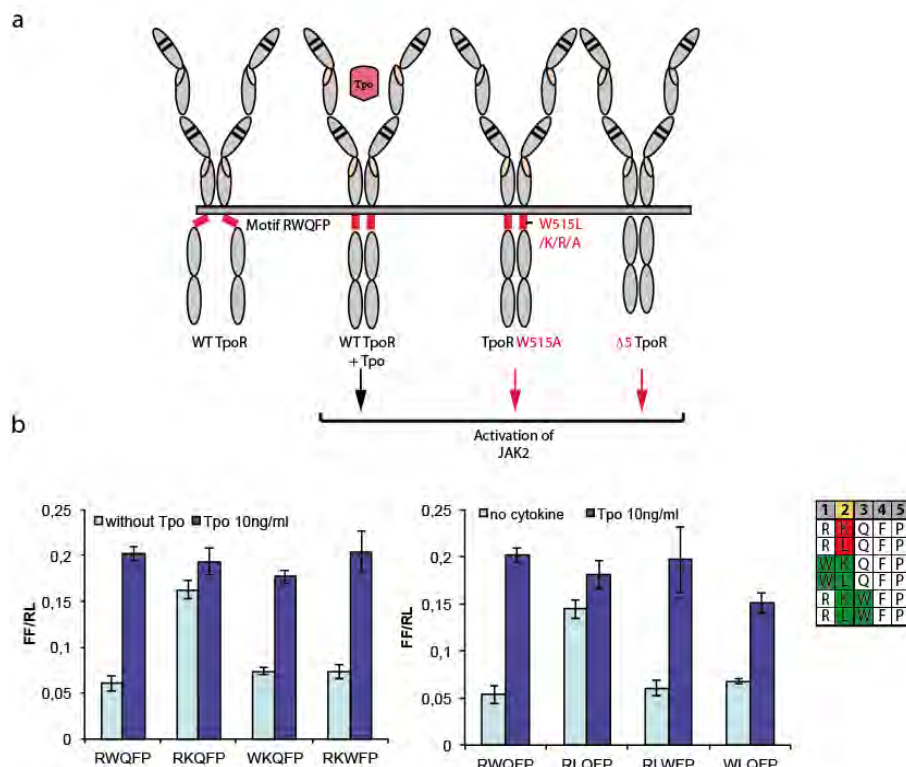 a
Tpo
Motif RWQFP
W515L
/K/R/A
WT TpoR
WT TpoR
+ Tpo
TpoR W515A
Δ5 TpoR
Activation of
JAK2
b
FF/RL
0,25
0,2
0,15
0,1
0,05
0
without Tpo Tpo 10ng/ml
RWQFP RKQFP WKQFP RKWFP
FF/RL
0,25
0,2
0,15
0,1
0,05
0
no cytokine Tpo 10ng/ml
RWQFP RLQFP RLWFP WLQFP
1 2 3 4 5
R K Q F P
R L Q F P
W K Q F P
W L Q F P
R K W F P
R L W F P